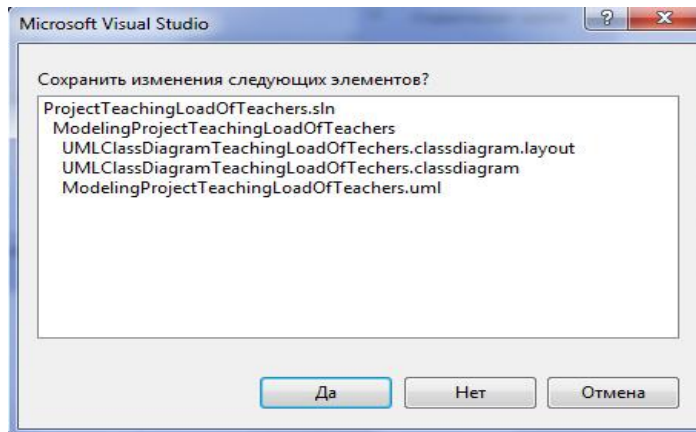 Microsoft Visual Studio
Сохранить изменения следующих элементов?
ProjectTeachingLoadOfTeachers.sln
ModelingProjectTeachingLoadOfTeachers
UMLClassDiagramTeachingLoadOfTechers.classdiagram.layout
UMLClassDiagramTeachingLoadOfTechers.classdiagram
ModelingProjectTeachingLoadOfTeachers.uml
Да Нет Отмена